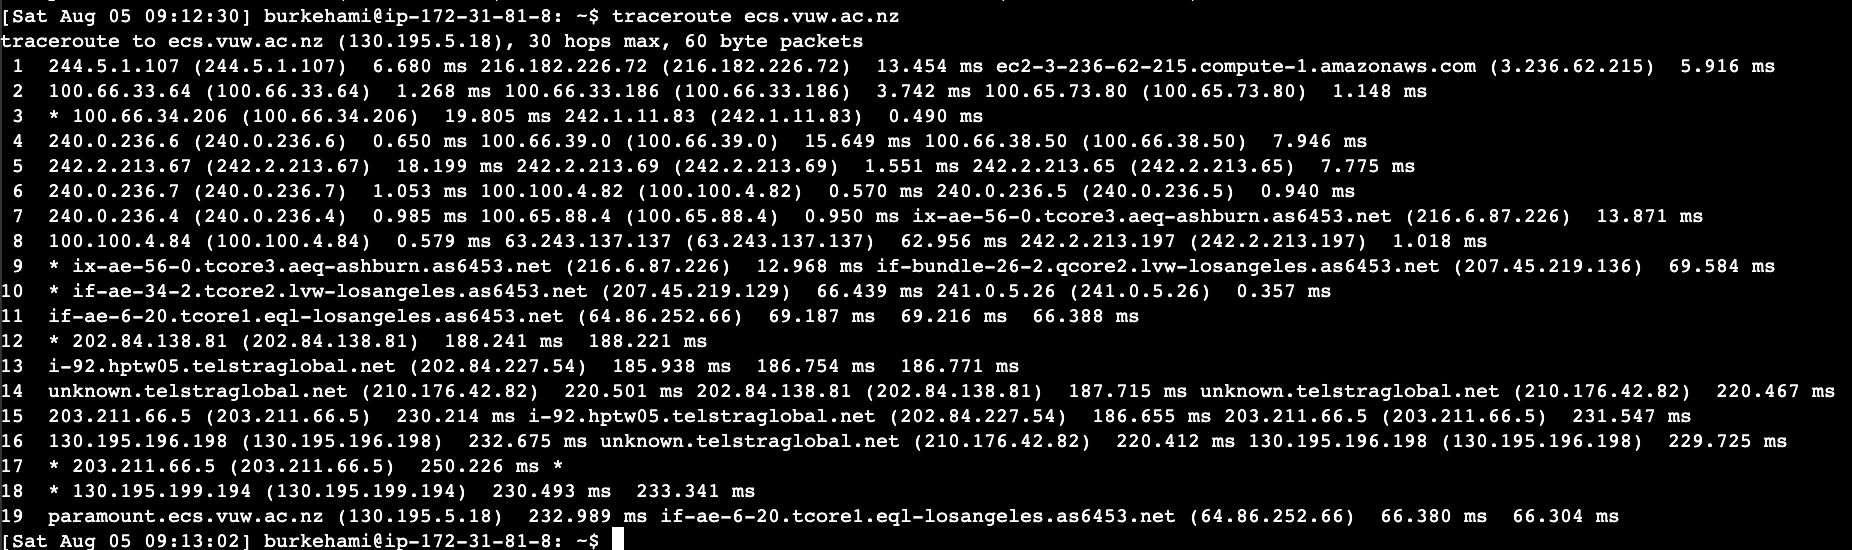 [Sat Aug 05 09:12:30] burkehami@ip-172-31-81-8: ~$ traceroute ecs.vuw.ac.nz
traceroute to ecs.vuw.ac.nz (130.195.5.18), 30 hops max, 60 byte packets
 1  244.5.1.107 (244.5.1.107)  6.680 ms 216.182.226.72 (216.182.226.72)  13.454 ms ec2-3-236-62-215.compute-1.amazonaws.com (3.236.62.215)  5.916 ms
 2  100.66.33.64 (100.66.33.64)  1.268 ms 100.66.33.186 (100.66.33.186)  3.742 ms 100.65.73.80 (100.65.73.80)  1.148 ms
 3  * 100.66.34.206 (100.66.34.206)  19.805 ms 242.1.11.83 (242.1.11.83)  0.490 ms
 4  240.0.236.6 (240.0.236.6)  0.650 ms 100.66.39.0 (100.66.39.0)  15.649 ms 100.66.38.50 (100.66.38.50)  7.946 ms
 5  242.2.213.67 (242.2.213.67)  18.199 ms 242.2.213.69 (242.2.213.69)  1.551 ms 242.2.213.65 (242.2.213.65)  7.775 ms
 6  240.0.236.7 (240.0.236.7)  1.053 ms 100.100.4.82 (100.100.4.82)  0.570 ms 240.0.236.5 (240.0.236.5)  0.940 ms
 7  240.0.236.4 (240.0.236.4)  0.985 ms 100.65.88.4 (100.65.88.4)  0.950 ms ix-ae-56-0.tcore3.aeq-ashburn.as6453.net (216.6.87.226)  13.871 ms
 8  100.100.4.84 (100.100.4.84)  0.579 ms 63.243.137.137 (63.243.137.137)  62.956 ms 242.2.213.197 (242.2.213.197)  1.018 ms
 9  * ix-ae-56-0.tcore3.aeq-ashburn.as6453.net (216.6.87.226)  12.968 ms if-bundle-26-2.qcore2.lvw-losangeles.as6453.net (207.45.219.136)  69.584 ms
10  * if-ae-34-2.tcore2.lvw-losangeles.as6453.net (207.45.219.129)  66.439 ms 241.0.5.26 (241.0.5.26)  0.357 ms
11  if-ae-6-20.tcore1.eql-losangeles.as6453.net (64.86.252.66)  69.187 ms  69.216 ms  66.388 ms
12  * 202.84.138.81 (202.84.138.81)  188.241 ms  188.221 ms
13  i-92.hptw05.telstraglobal.net (202.84.227.54)  185.938 ms  186.754 ms  186.771 ms
14  unknown.telstraglobal.net (210.176.42.82)  220.501 ms 202.84.138.81 (202.84.138.81)  187.715 ms unknown.telstraglobal.net (210.176.42.82)  220.467 ms
15  203.211.66.5 (203.211.66.5)  230.214 ms i-92.hptw05.telstraglobal.net (202.84.227.54)  186.655 ms 203.211.66.5 (203.211.66.5)  231.547 ms
16  130.195.196.198 (130.195.196.198)  232.675 ms unknown.telstraglobal.net (210.176.42.82)  220.412 ms 130.195.196.198 (130.195.196.198)  229.725 ms
17  * 203.211.66.5 (203.211.66.5)  250.226 ms *
18  * 130.195.199.194 (130.195.199.194)  230.493 ms  233.341 ms
19  paramount.ecs.vuw.ac.nz (130.195.5.18)  232.989 ms if-ae-6-20.tcore1.eql-losangeles.as6453.net (64.86.252.66)  66.380 ms  66.304 ms
[Sat Aug 05 09:13:02] burkehami@ip-172-31-81-8: ~$